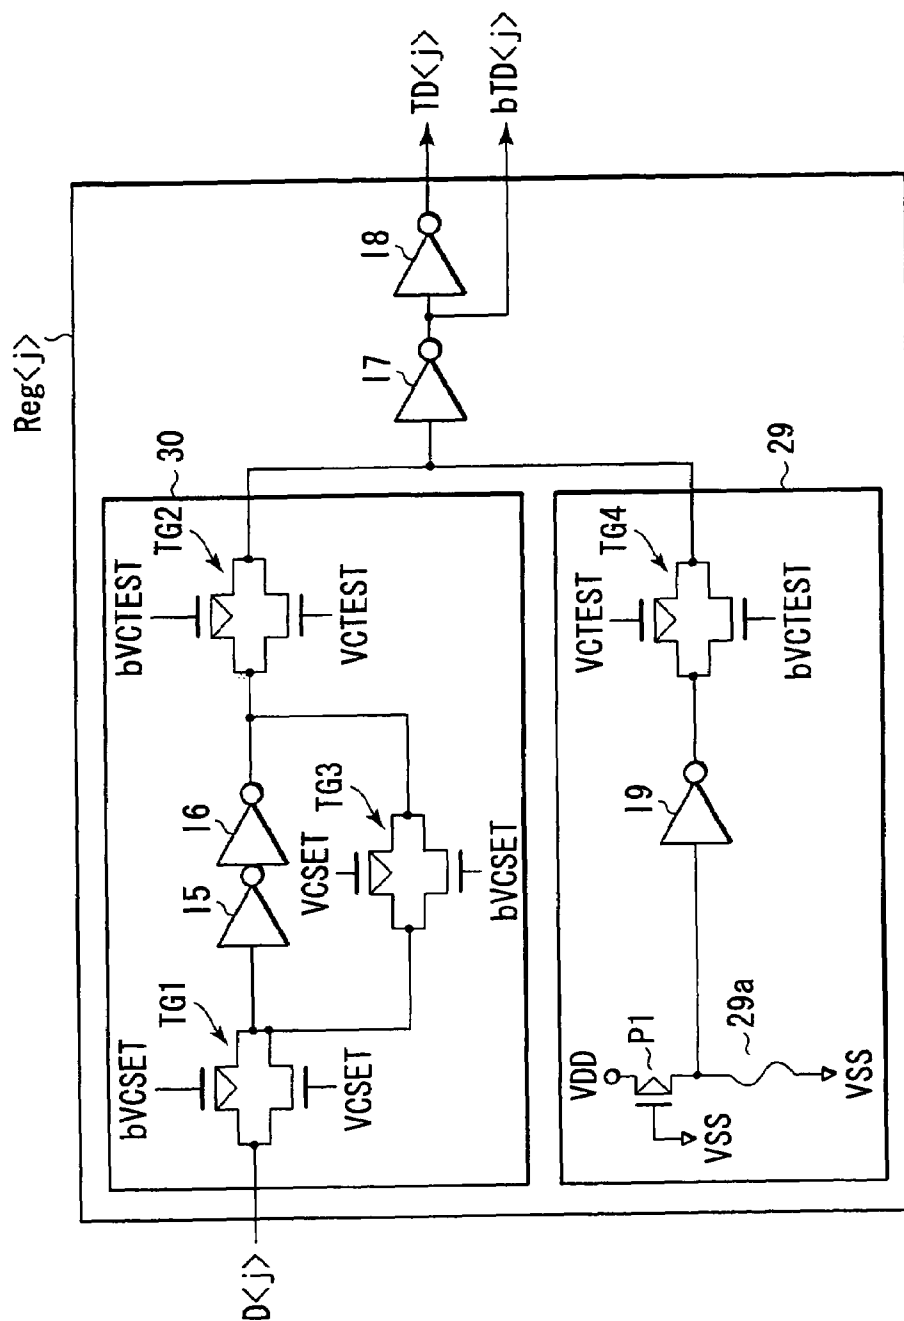 Reg<j>
30
TG2
bVCTEST
VCTEST
I5
I6
TG3
VCSET
bVCSET
TG1
bVCSET
VCSET
D<j>
I7
I8
TD<j>
bTD<j>
29
TG4
VCTEST
bVCTEST
I9
VDD
P1
VSS
29a
VSS